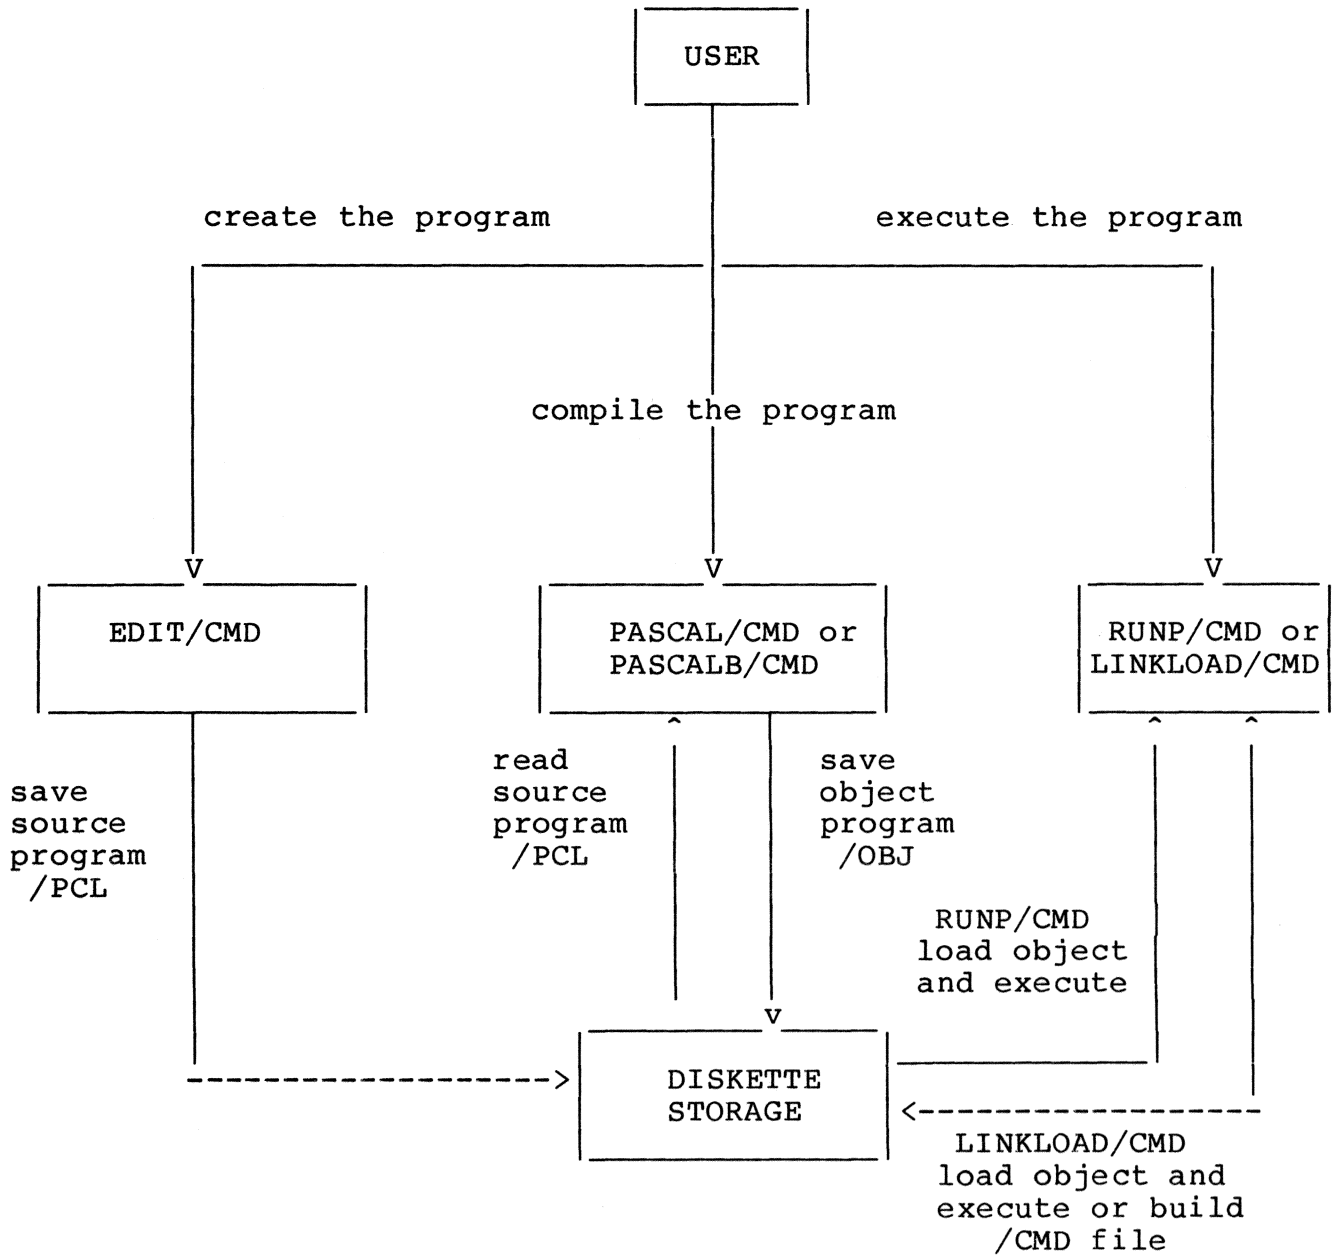 USER
create the program
execute the program
compile the program
EDIT/CMD
PASCAL/CMD or
PASCALB/CMD
RUNP/CMD or
LINKLOAD/CMD
save
source
program
/PCL
read
source
program
/PCL
save
object
program
/OBJ
RUNP/CMD
load object
and execute
DISKETTE
STORAGE
LINKLOAD/CMD
load object and
execute or build
/CMD file